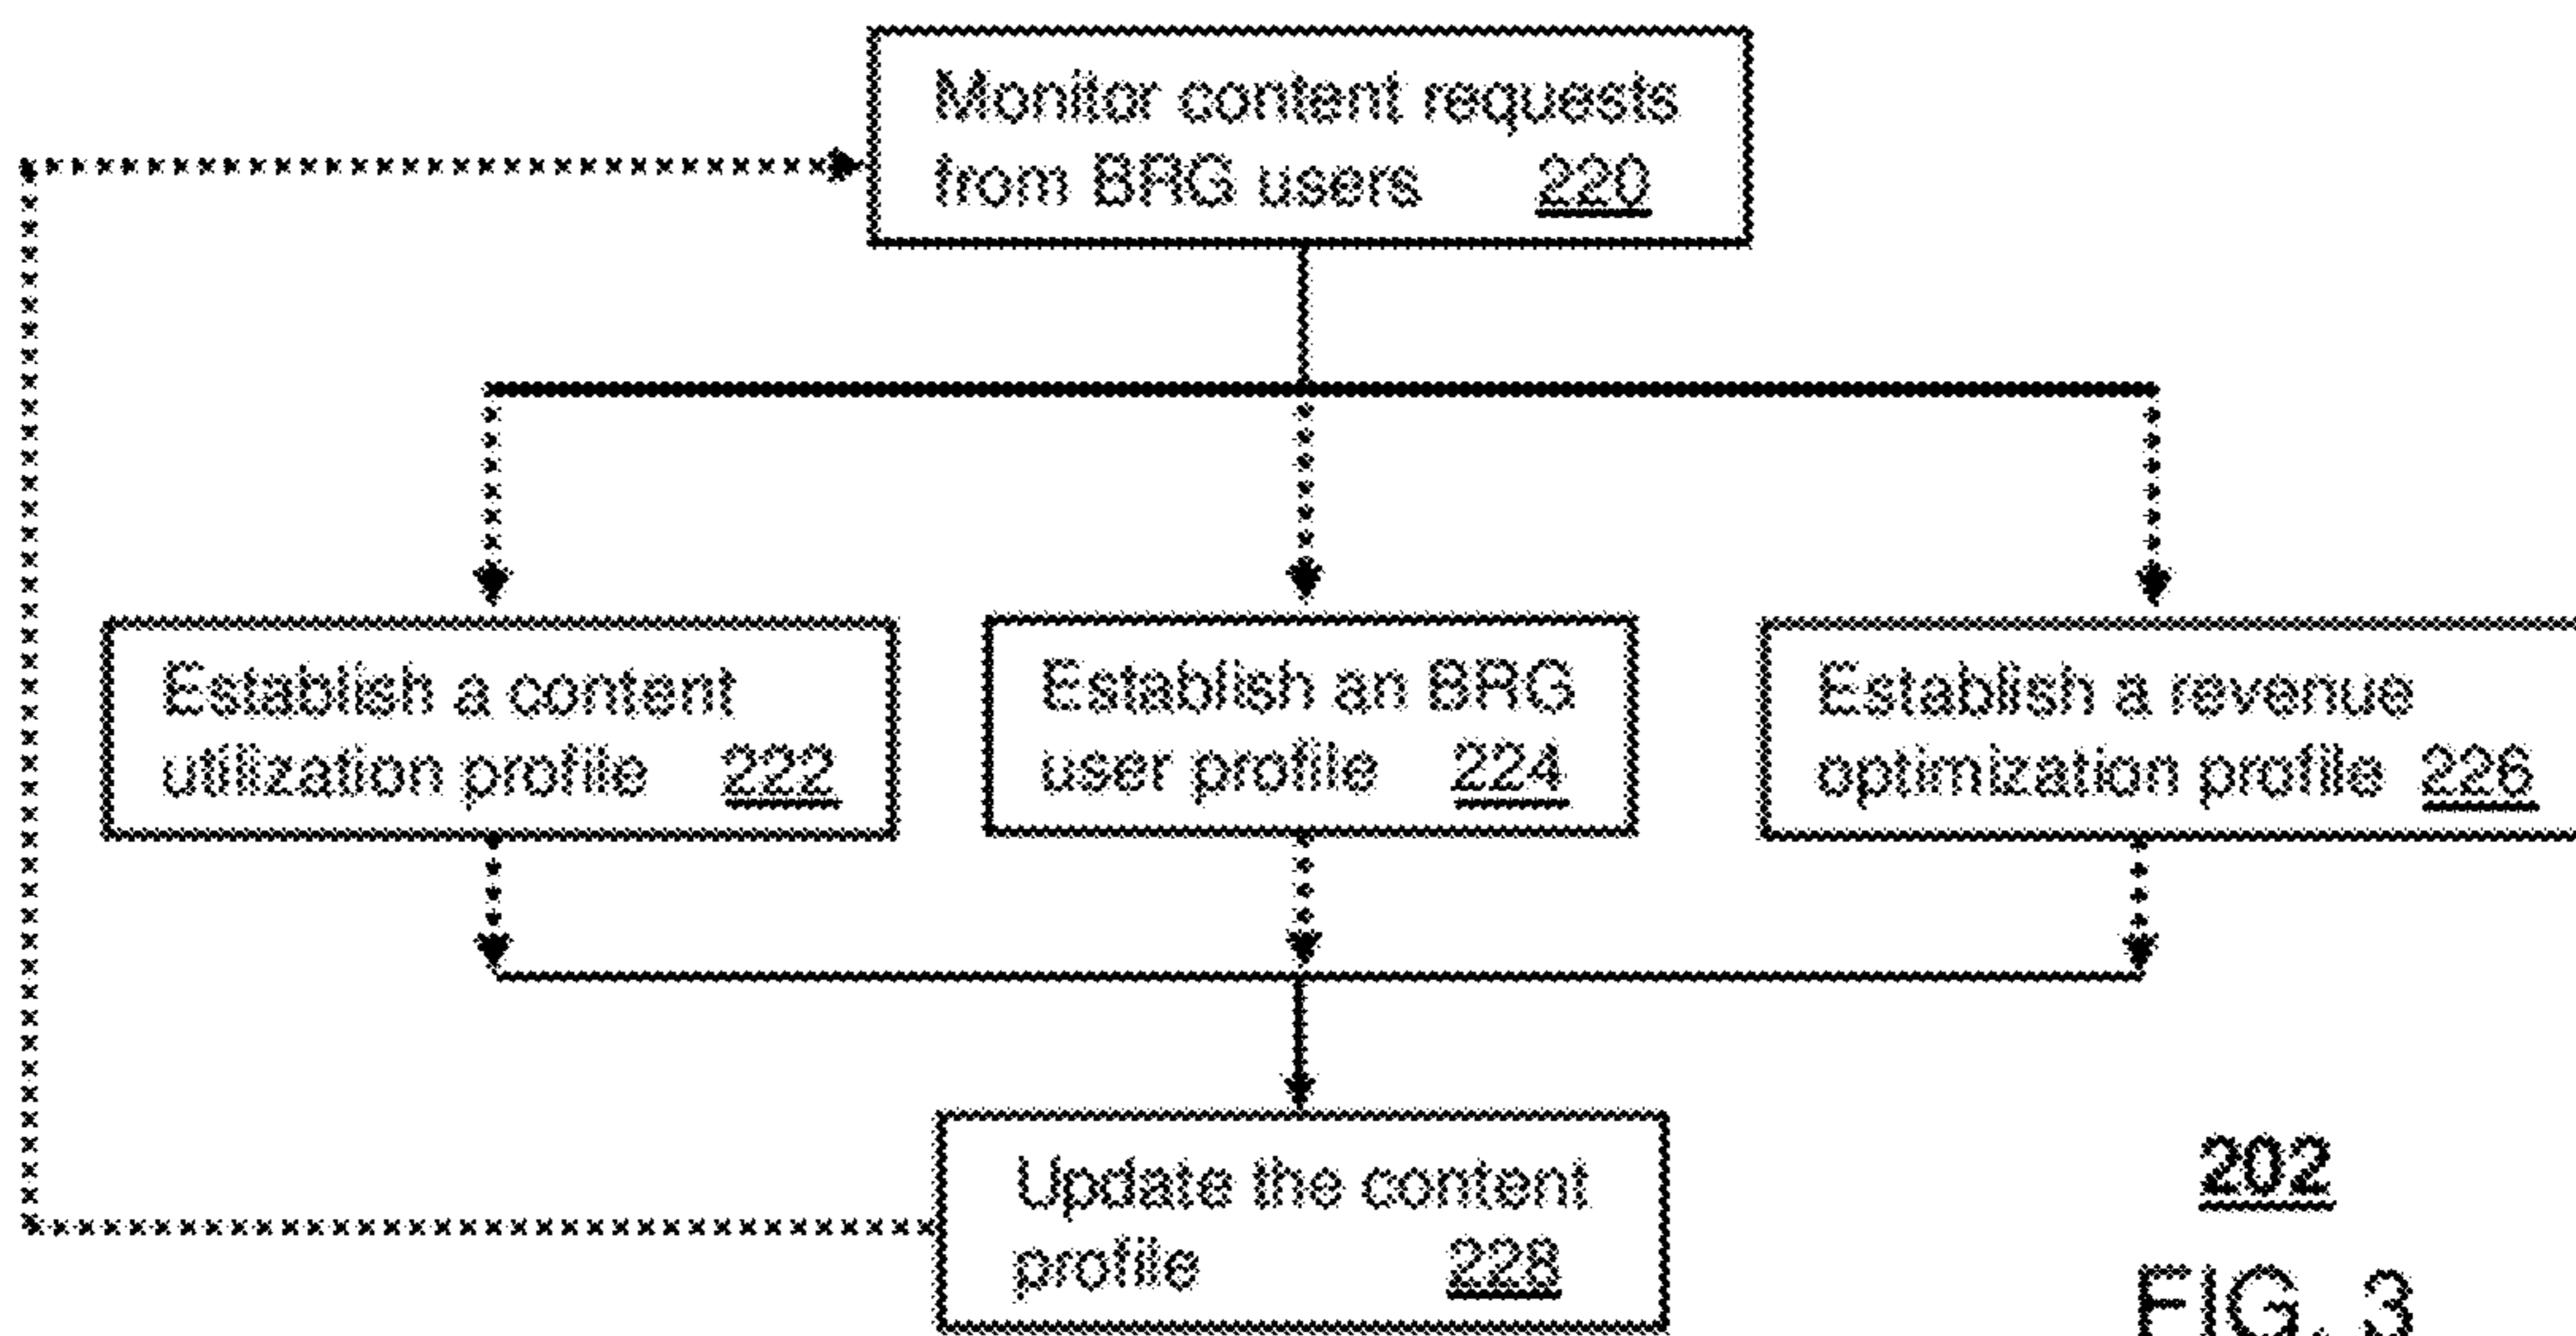 Monitor content requests
from BRG users 220
Establish a content
utilization profile 222
Establish an BRG
user profile 224
Establish a revenue
optimization profile 226
Update the content
profile 228
202
FIG. 3